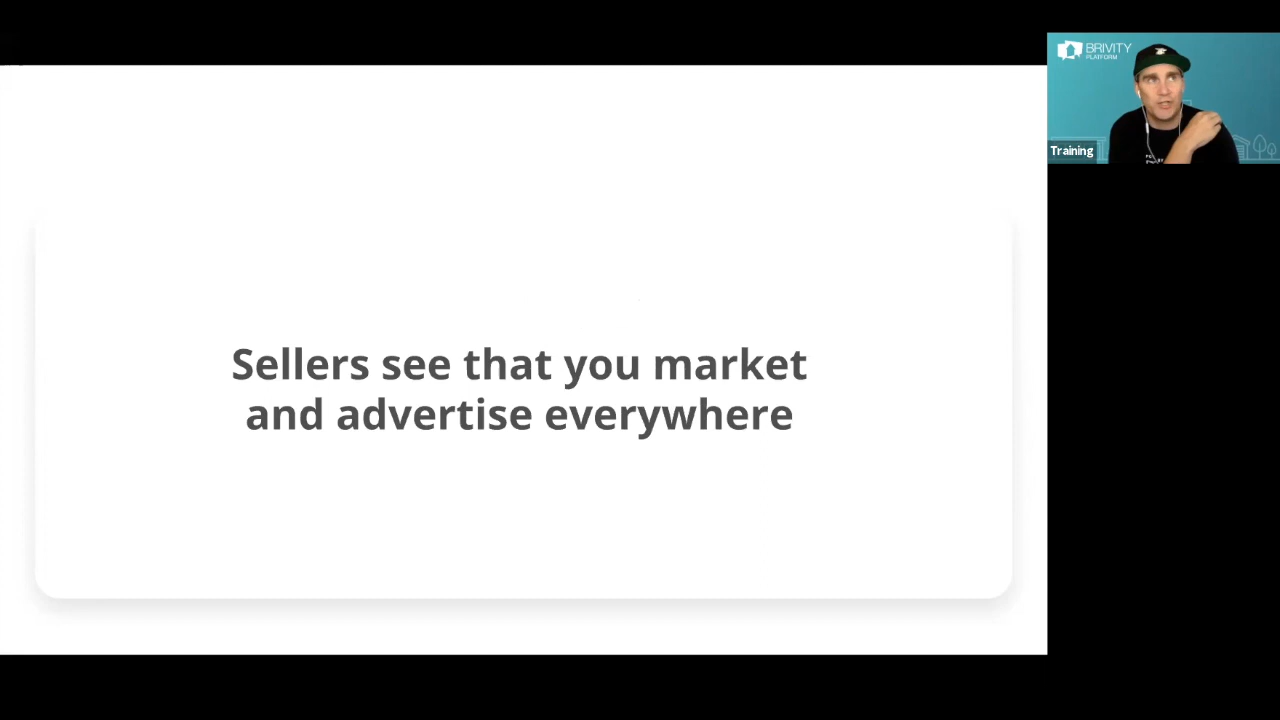 Sellers see that you market
and advertise everywhere
BRIVITY
PLATFORM
Training